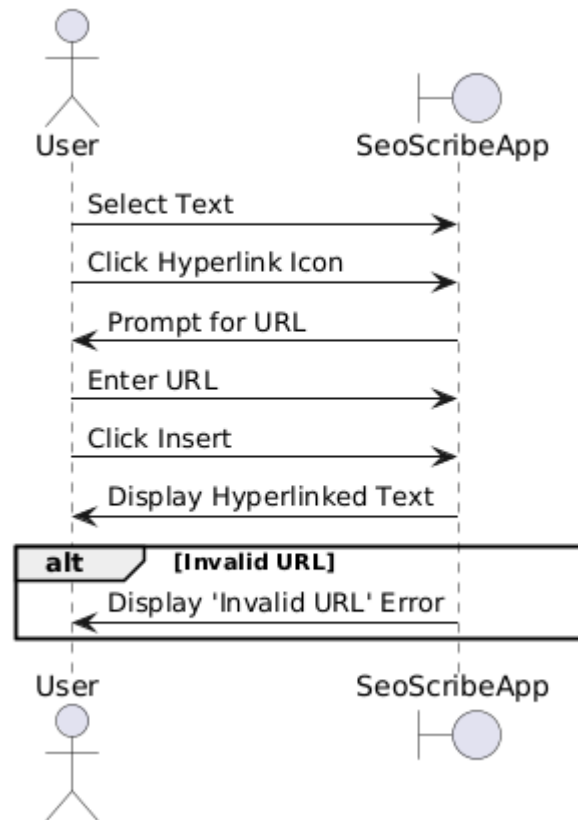 User
SeoScribeApp
Select Text
Click Hyperlink Icon
Prompt for URL
Enter URL
Click Insert
Display Hyperlinked Text
alt [Invalid URL]
Display 'Invalid URL' Error
User
SeoScribeApp